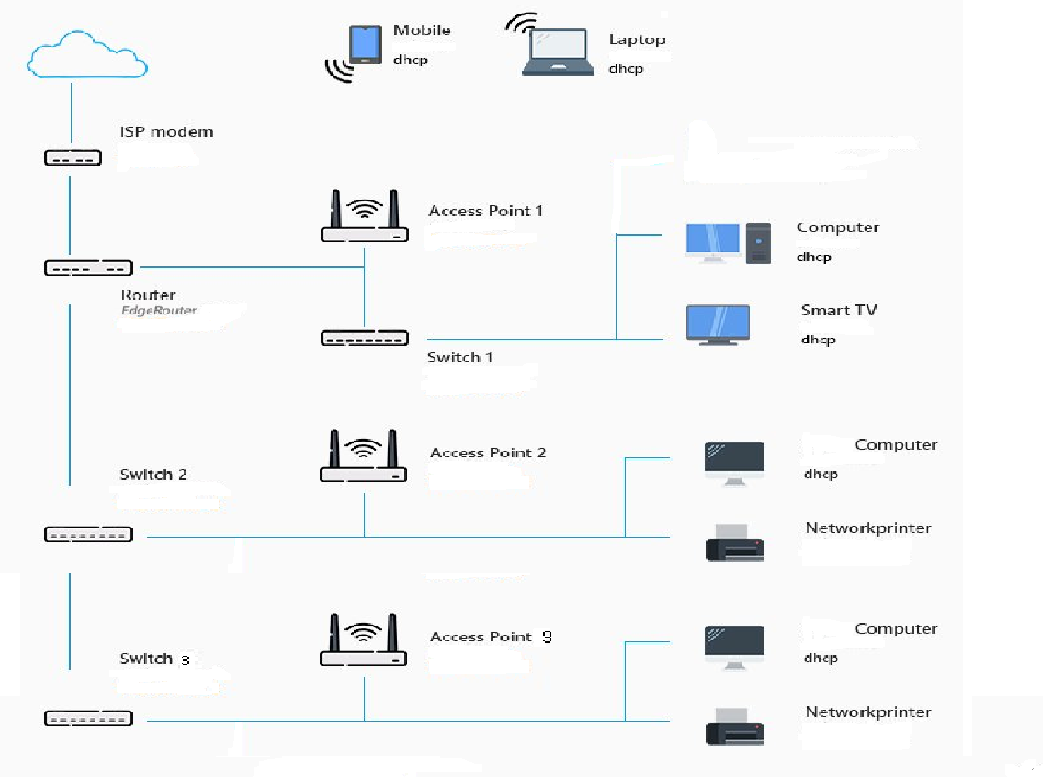 Mobile
dhcp
Laptop
dhcp
ISP modem
Access Point 1
Computer
dhcp
Router
EdgeRouter
Smart TV
dhcp
Switch 1
Access Point 2
Computer
dhcp
Switch 2
Networkprinter
Access Point 3
Computer
dhcp
Switch 3
Networkprinter